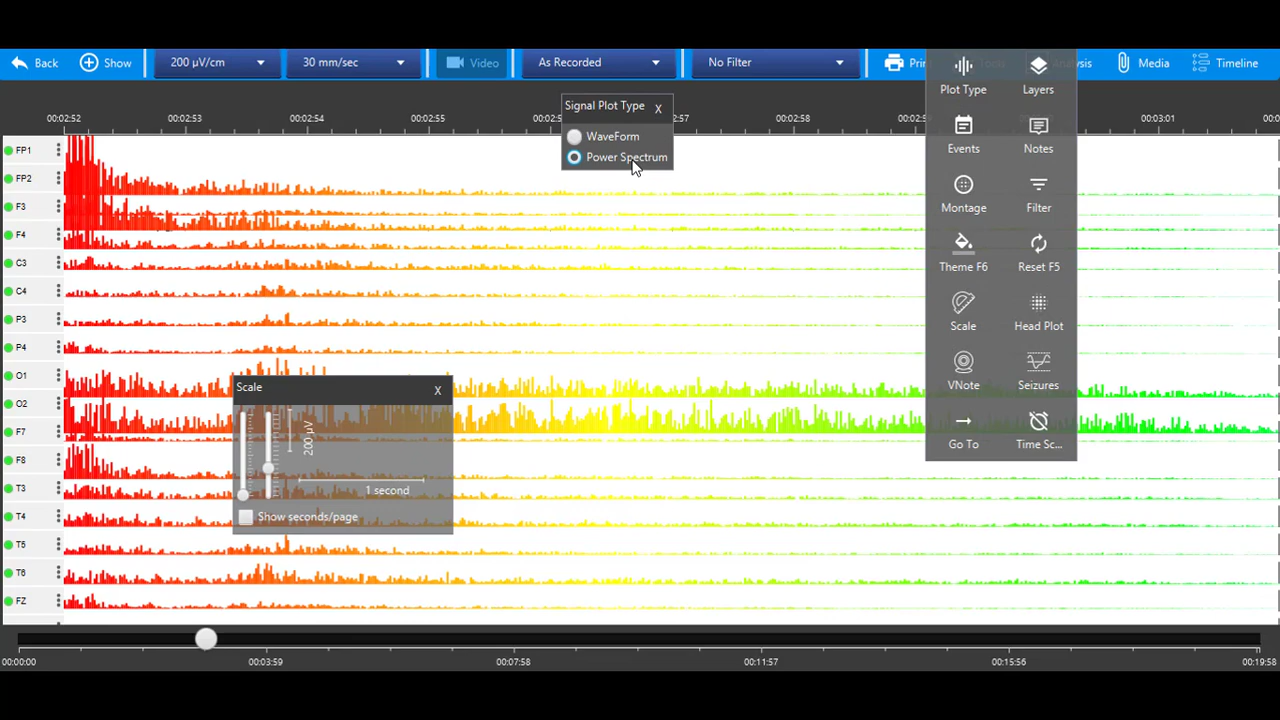 Back Show 200 µV/cm 30 mm/sec Video As Recorded No Filter Media Timeline
Signal Plot Type X
WaveForm
Power Spectrum
00:02:52 00:02:53 00:02:54 00:02:55 00:02:58 00:03:01
Plot Type Layers
Events Notes
Montage Filter
Theme F6 Reset F5
Scale Head Plot
VNote Seizures
Go To Time Sc...
FP1
FP2
F3
F4
C3
C4
P3
P4
O1
O2
F7
F8
T3
T4
T5
T6
FZ
Scale X
200 µV
1 second
Show seconds/page
00:00:00 00:03:59 00:07:58 00:11:57 00:15:56 00:19:58